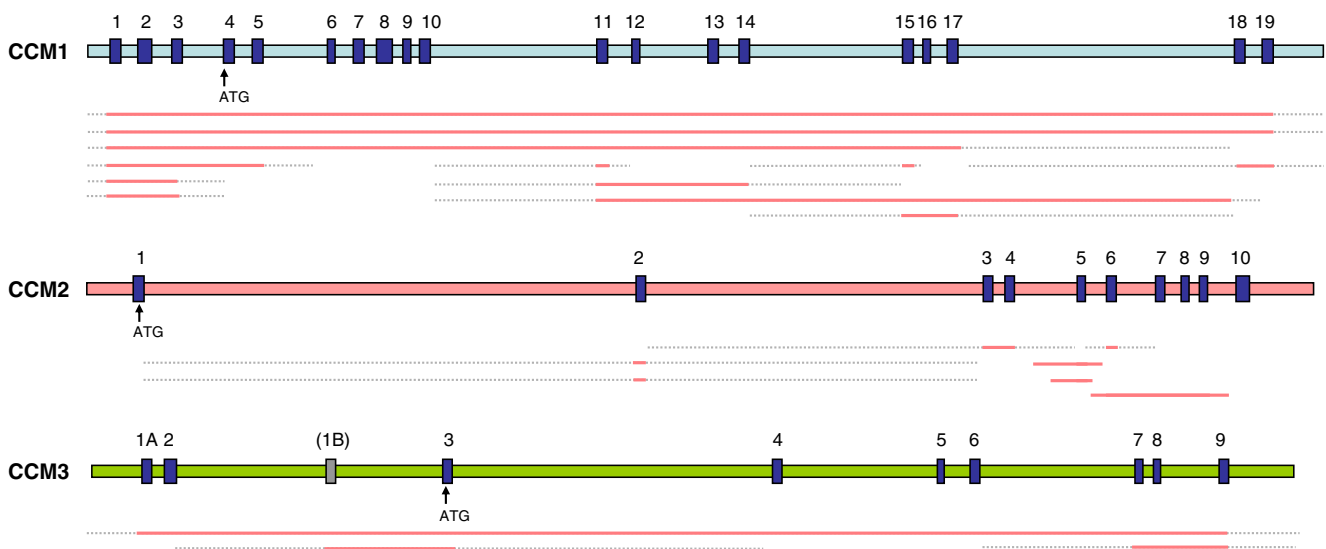 1 2 3 4 5 6 7 8 9 10 11 12 13 14 15 16 17 18 19
CCM1
ATG
1 2 3 4 5 6 7 8 9 10
CCM2
ATG
1A 2 (1B) 3 4 5 6 7 8 9
CCM3
ATG